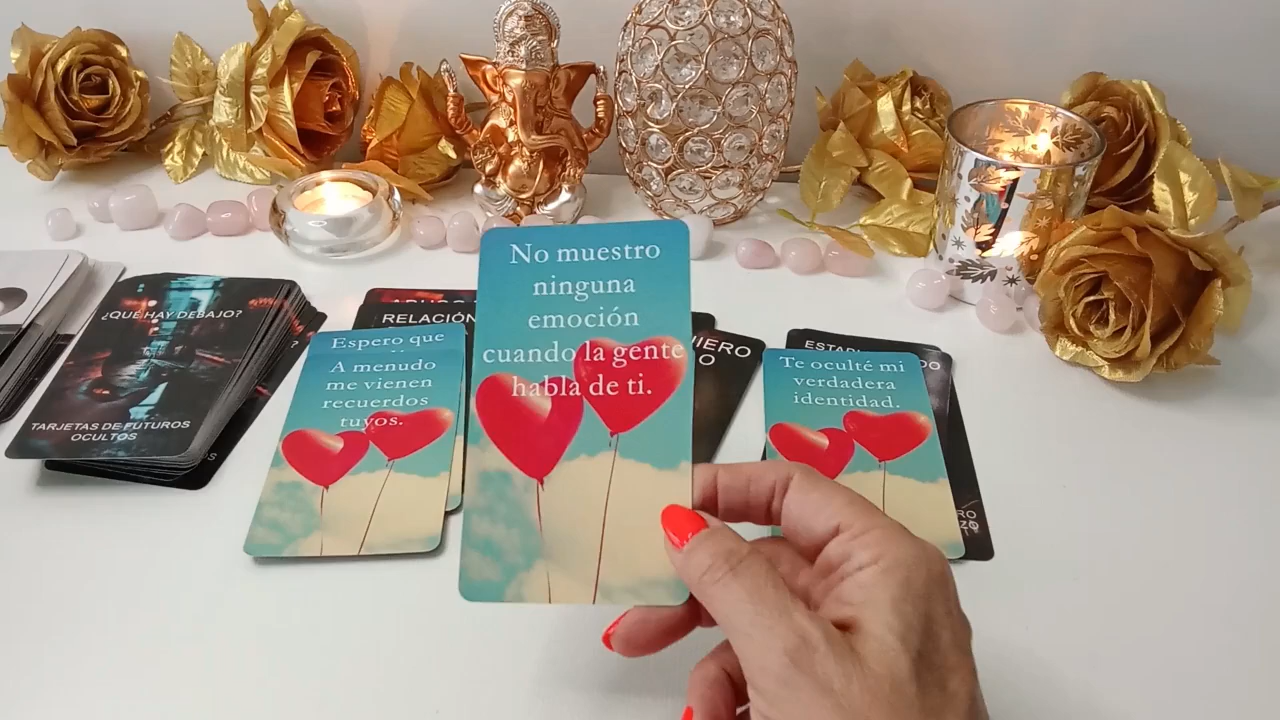 No muestro
ninguna
emoción
cuando la gente
habla de ti.
¿QUÉ HAY DEBAJO?
TARJETAS DE FUTUROS
OCULTOS
RELACIÓN
Espero que
A menudo
me vienen
recuerdos
tuyos.
Te oculté mi
verdadera
identidad.